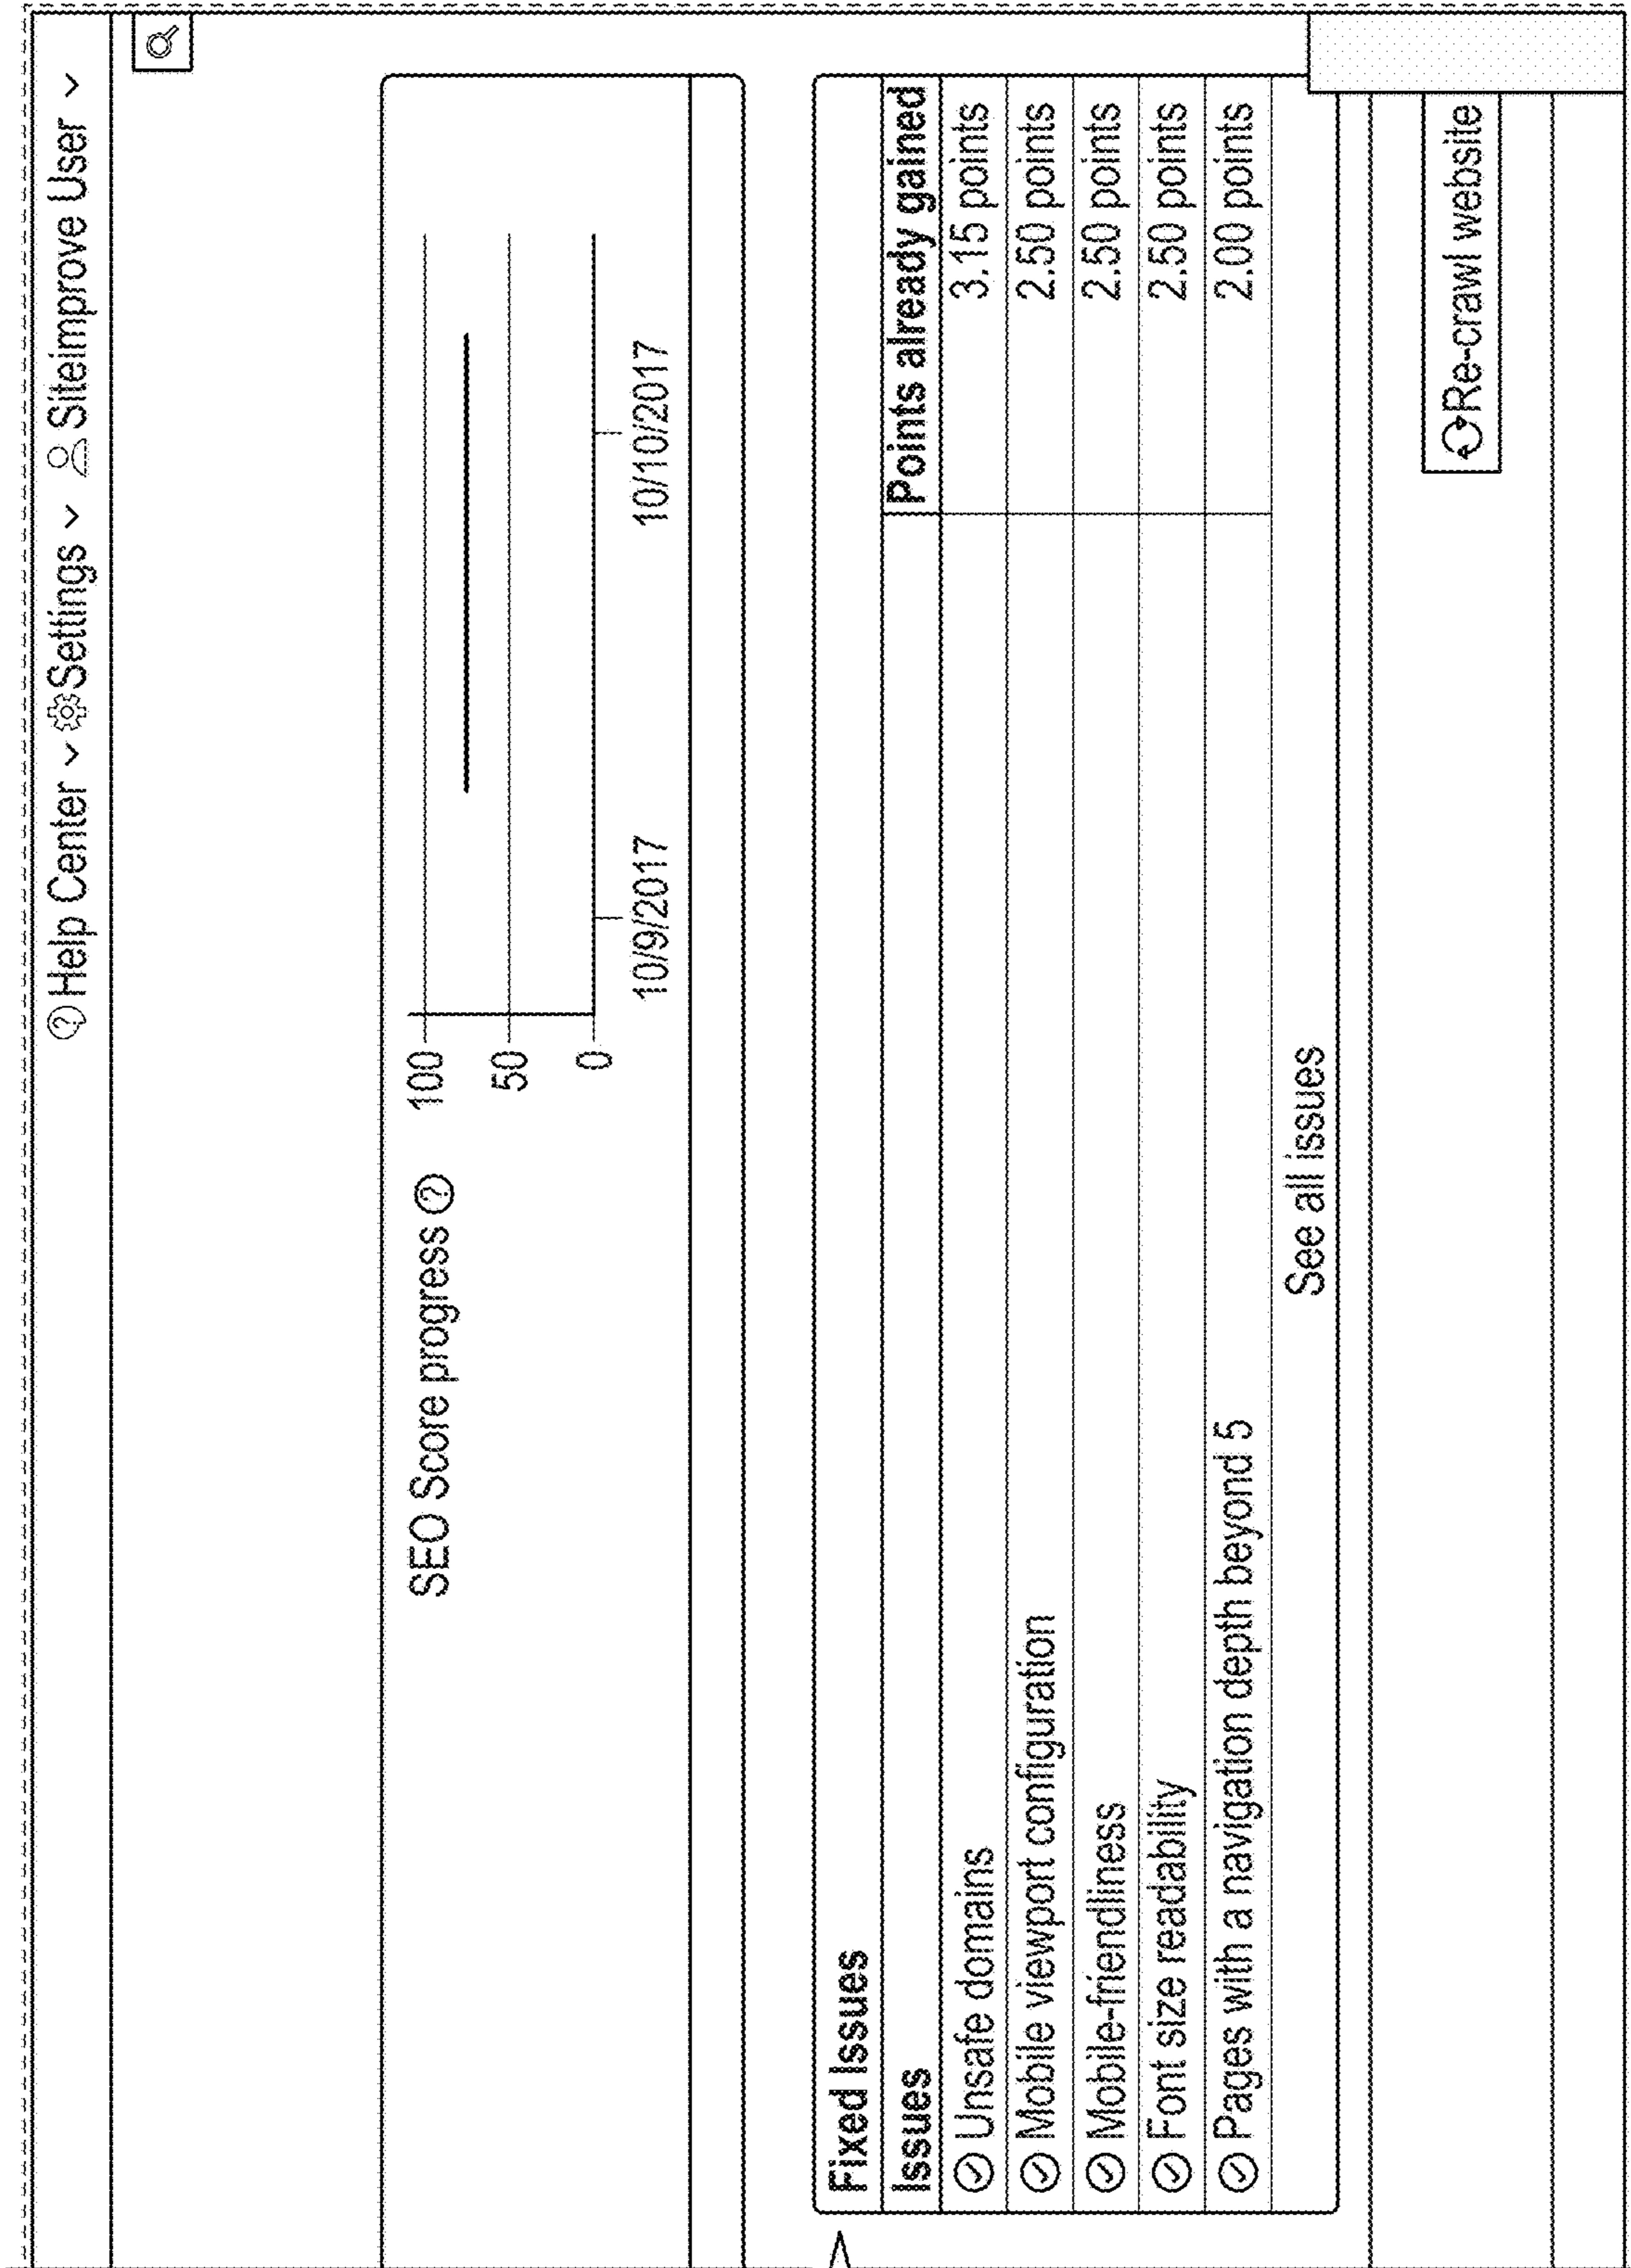 Help Center Settings Siteimprove User
SEO Score progress
100
50
0
10/9/2017 10/10/2017
Fixed Issues
Issues Points already gained
Unsafe domains 3.15 points
Mobile viewport configuration 2.50 points
Mobile-friendliness 2.50 points
Font size readability 2.50 points
Pages with a navigation depth beyond 5 2.00 points
See all issues
Re-crawl website